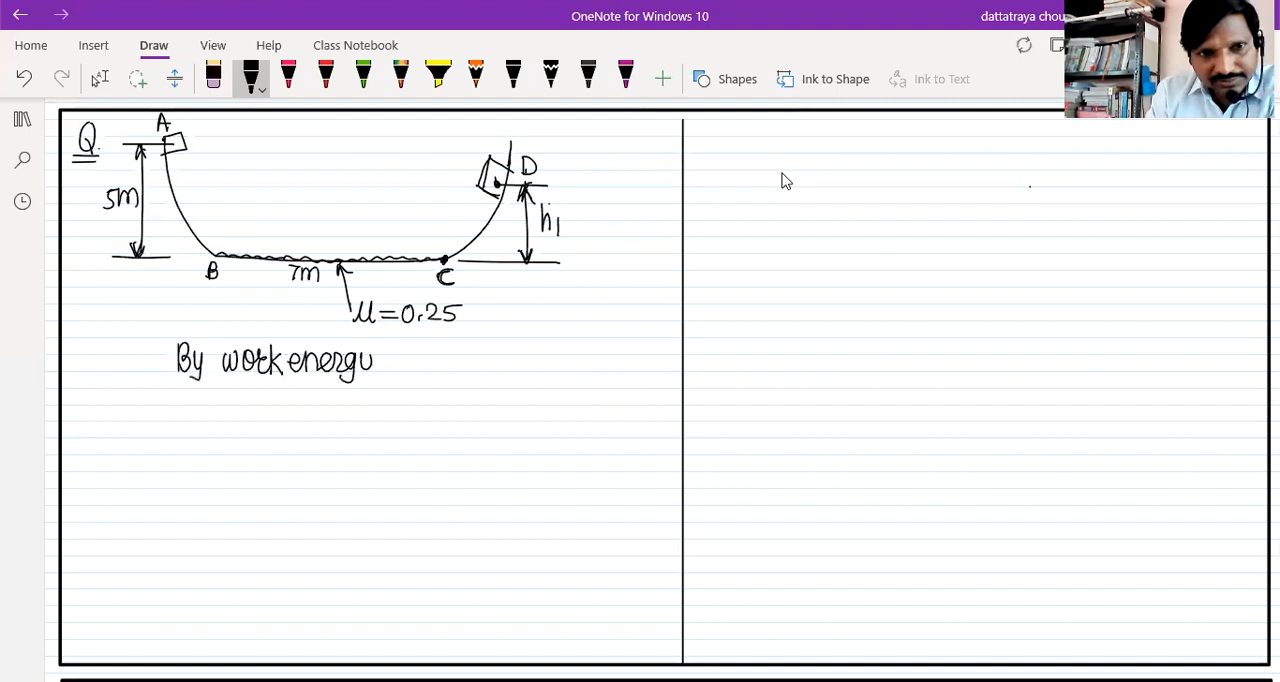 OneNote for Windows 10
dattatraya chou
Home Insert Draw View Help Class Notebook
Shapes Ink to Shape Ink to Text
Q.
A
5m
D
h1
B
7m
C
μ=0.25
By work energy